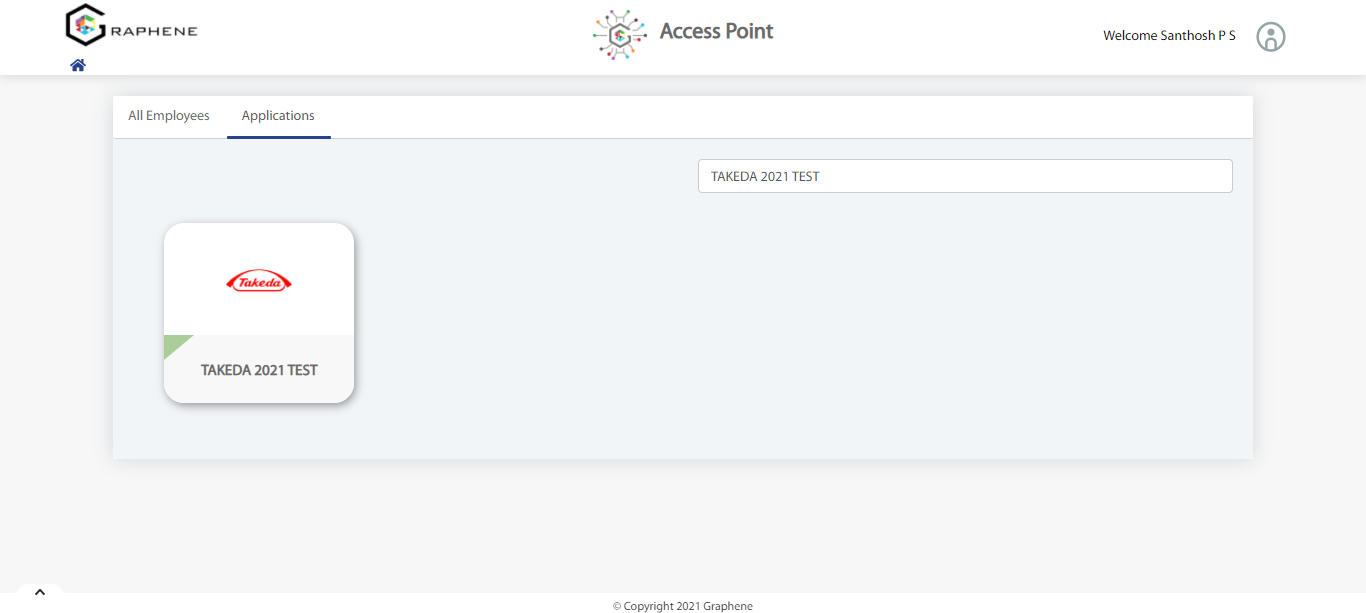 GRAPHENE
Access Point
Welcome Santhosh P S
All Employees
Applications
TAKEDA 2021 TEST
Takeda
TAKEDA 2021 TEST
© Copyright 2021 Graphene